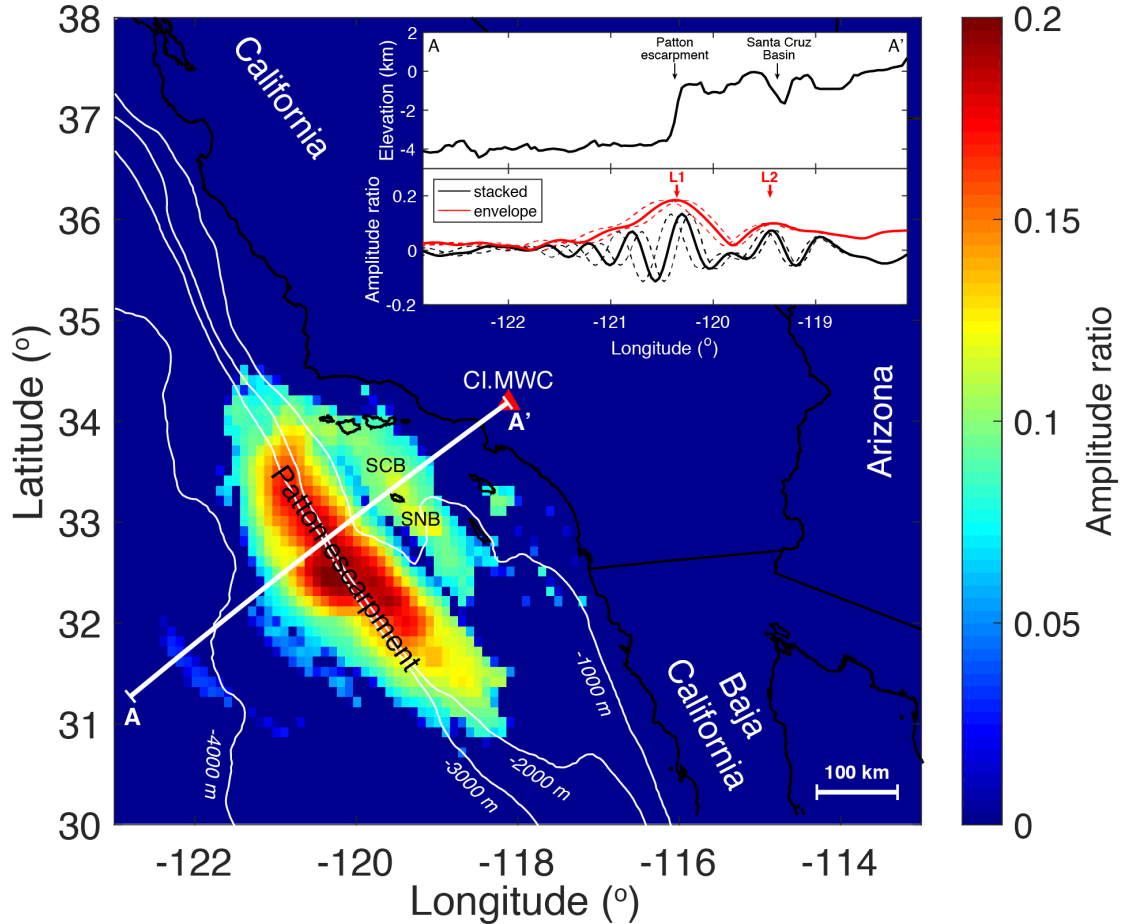 38
37
36
35
34
33
32
31
30
Latitude (o)
-122
-120
-118
-116
-114
Longitude (o)
0.2
0.15
0.1
0.05
0
Amplitude ratio
California
A
Patton
escarpment
Santa Cruz
Basin
A'
2
0
-2
-4
Elevation (km)
L1
L2
stacked
envelope
0.2
0
-0.2
Amplitude ratio
-122
-121
-120
-119
Longitude (o)
CI.MWC
A'
Arizona
SCB
SNB
Patton escarpment
A
-4000 m
-3000 m
-2000 m
-1000 m
Baja
California
100 km